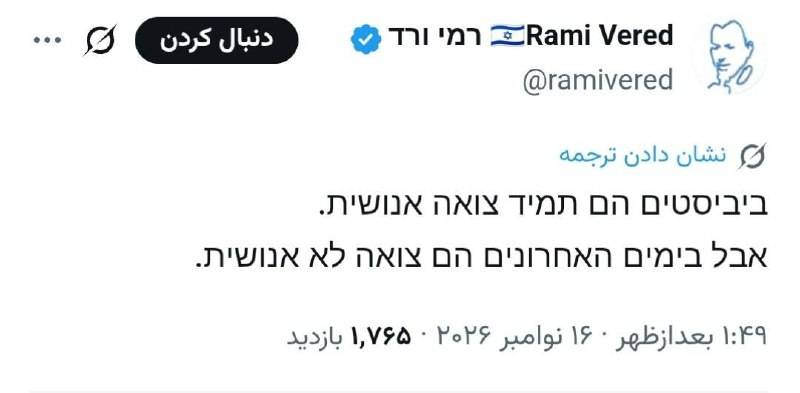 Rami Vered🇮🇱 רמי ורד
دنبال کردن
@ramivered
نشان دادن ترجمه
ביביסטים הם תמיד צואה אנושית.
אבל בימים האחרונים הם צואה לא אנושית.
۱:۴۹ بعدازظهر · ۱۶ نوامبر ۲۰۲۶ · ۱,۷۶۵ بازدید